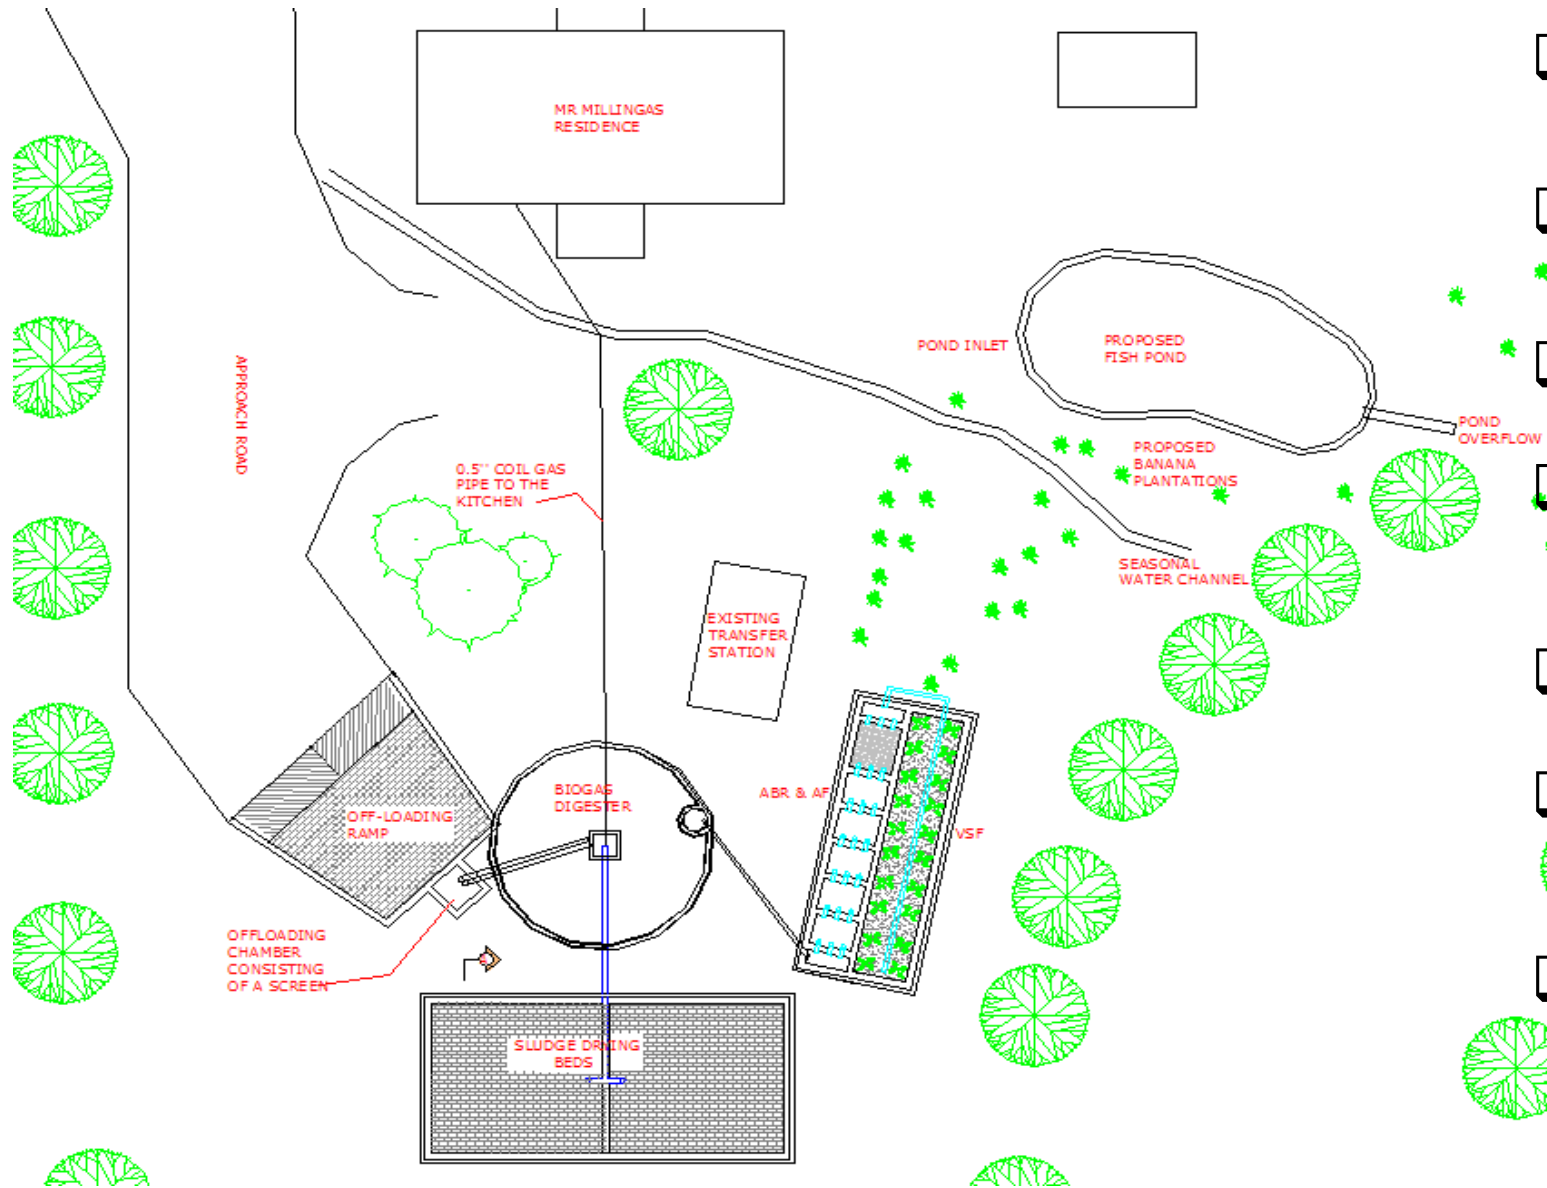 MR MILLINGAS
RESIDENCE
POND INLET
PROPOSED
FISH POND
APPROACH ROAD
POND
OVERFLOW
PROPOSED
BANANA
PLANTATIONS
0.5'' COIL GAS
PIPE TO THE
KITCHEN
SEASONAL
WATER CHANNEL
EXISTING
TRANSFER
STATION
BIOGAS
DIGESTER
ABR & AF
OFF-LOADING
RAMP
VSF
OFFLOADING
CHAMBER
CONSISTING
OF A SCREEN
SLUDGE DRYING
BEDS